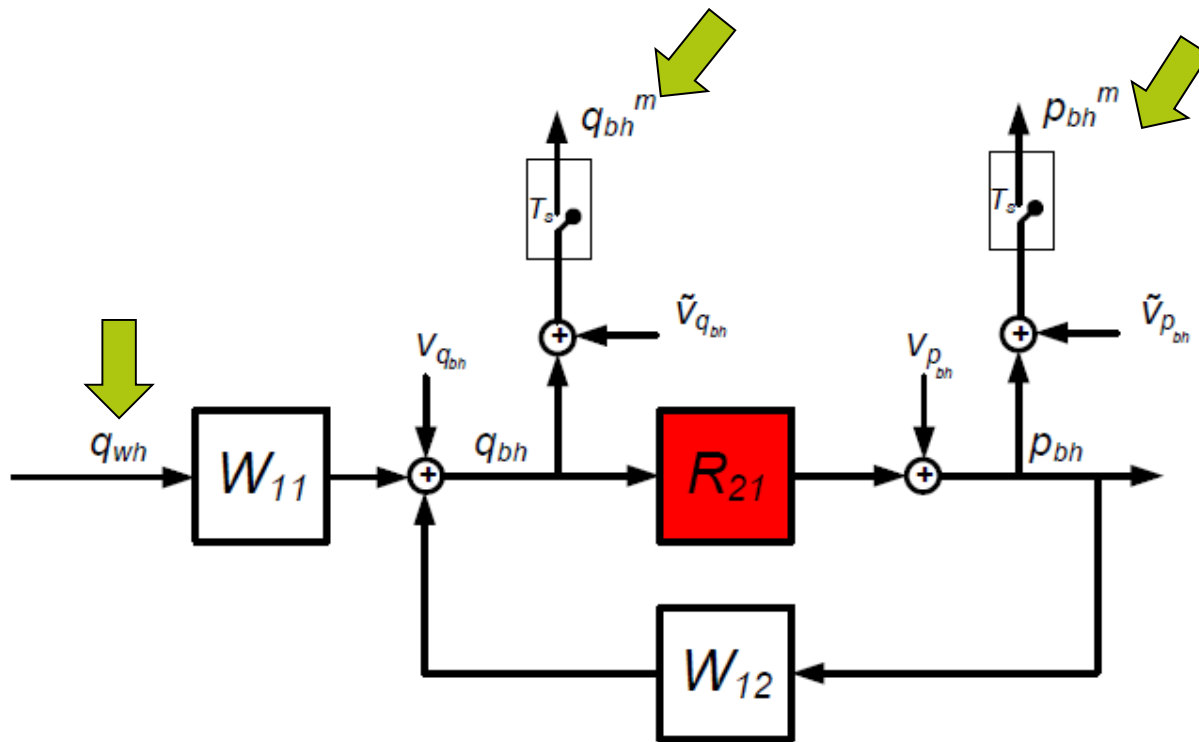 q_bh^m
p_bh^m
T_s
T_s
ṽ_q_bh
ṽ_p_bh
v_q_bh
v_p_bh
+
+
q_wh
W_11
+
q_bh
R_21
+
p_bh
W_12